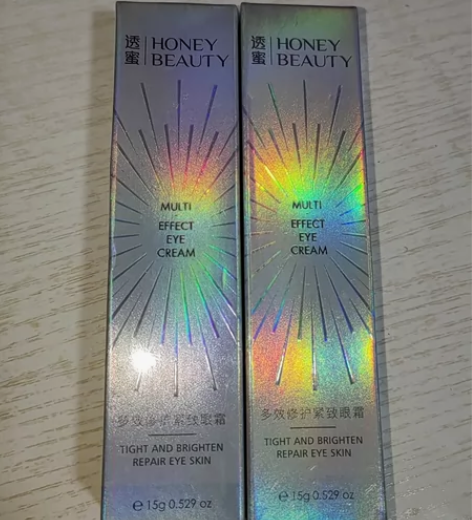 透蜜
HONEY
BEAUTY
MULTI
EFFECT EYE
CREAM
多效修护紧致眼霜
TIGHT AND BRIGHTEN
REPAIR EYE SKIN
℮ 15g 0.529 oz
透蜜
HONEY
BEAUTY
MULTI
EFFECT EYE
CREAM
多效修护紧致眼霜
TIGHT AND BRIGHTEN
REPAIR EYE SKIN
℮ 15g 0.529 oz